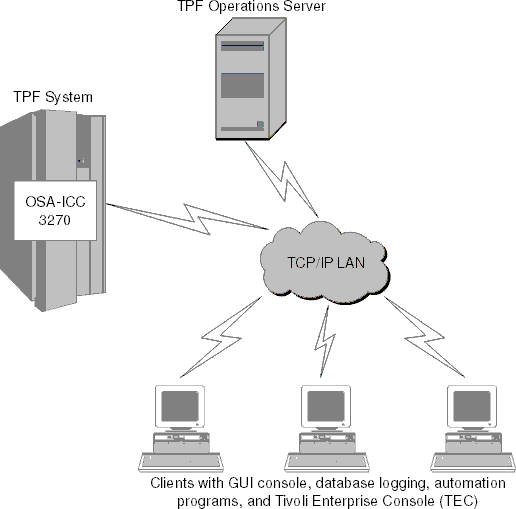 TPF Operations Server
TPF System
OSA-ICC
3270
TCP/IP LAN
Clients with GUI console, database logging, automation
programs, and Tivoli Enterprise Console (TEC)